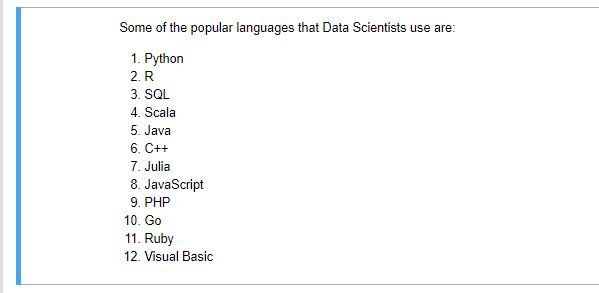 Some of the popular languages that Data Scientists use are:
1. Python
2. R
3. SQL
4. Scala
5. Java
6. C++
7. Julia
8. JavaScript
9. PHP
10. Go
11. Ruby
12. Visual Basic